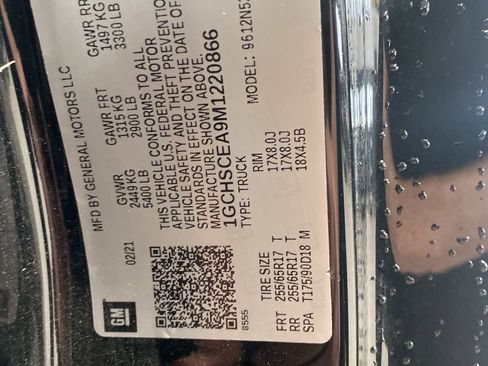 MFD BY GENERAL MOTORS LLC
02/21
GVWR
2449 KG
5400 LB
GAWR FRT
1315 KG
2900 LB
GAWR RR
1497 KG
3300 LB
THIS VEHICLE CONFORMS TO ALL
APPLICABLE U.S. FEDERAL MOTOR
VEHICLE SAFETY AND THEFT PREVENTION
STANDARDS IN EFFECT ON THE DATE OF
MANUFACTURE SHOWN ABOVE.
1GCHSCEA9M1220866
TYPE: TRUCK
MODEL: 9612N53
GM
8555
TIRE SIZE RIM
FRT 255/65R17 T 17X8.0J
RR 255/65R17 T 17X8.0J
SPA T175/90D18 M 18X4.5B